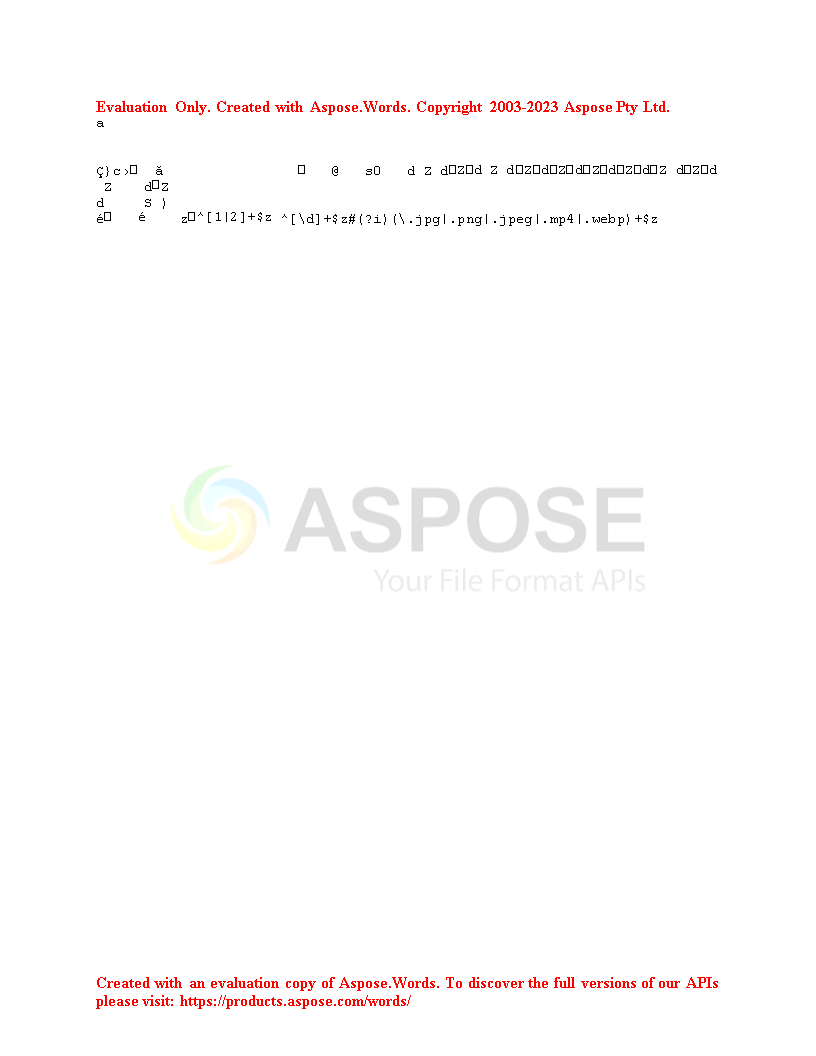 Evaluation Only. Created with Aspose.Words. Copyright 2003-2023 Aspose Pty Ltd.
a
Ç}c›□ ă □ @ s0 d Z d□Z□d Z d□Z□d□Z□d□Z□d□Z□d□Z d□Z□d
Z d□Z
d S )
é□ é z□^[1|2]+$z ^[\d]+$z#(?i)(\.jpg|.png|.jpeg|.mp4|.webp)+$z
ASPOSE
Your File Format APIs
Created with an evaluation copy of Aspose.Words. To discover the full versions of our APIs
please visit: https://products.aspose.com/words/